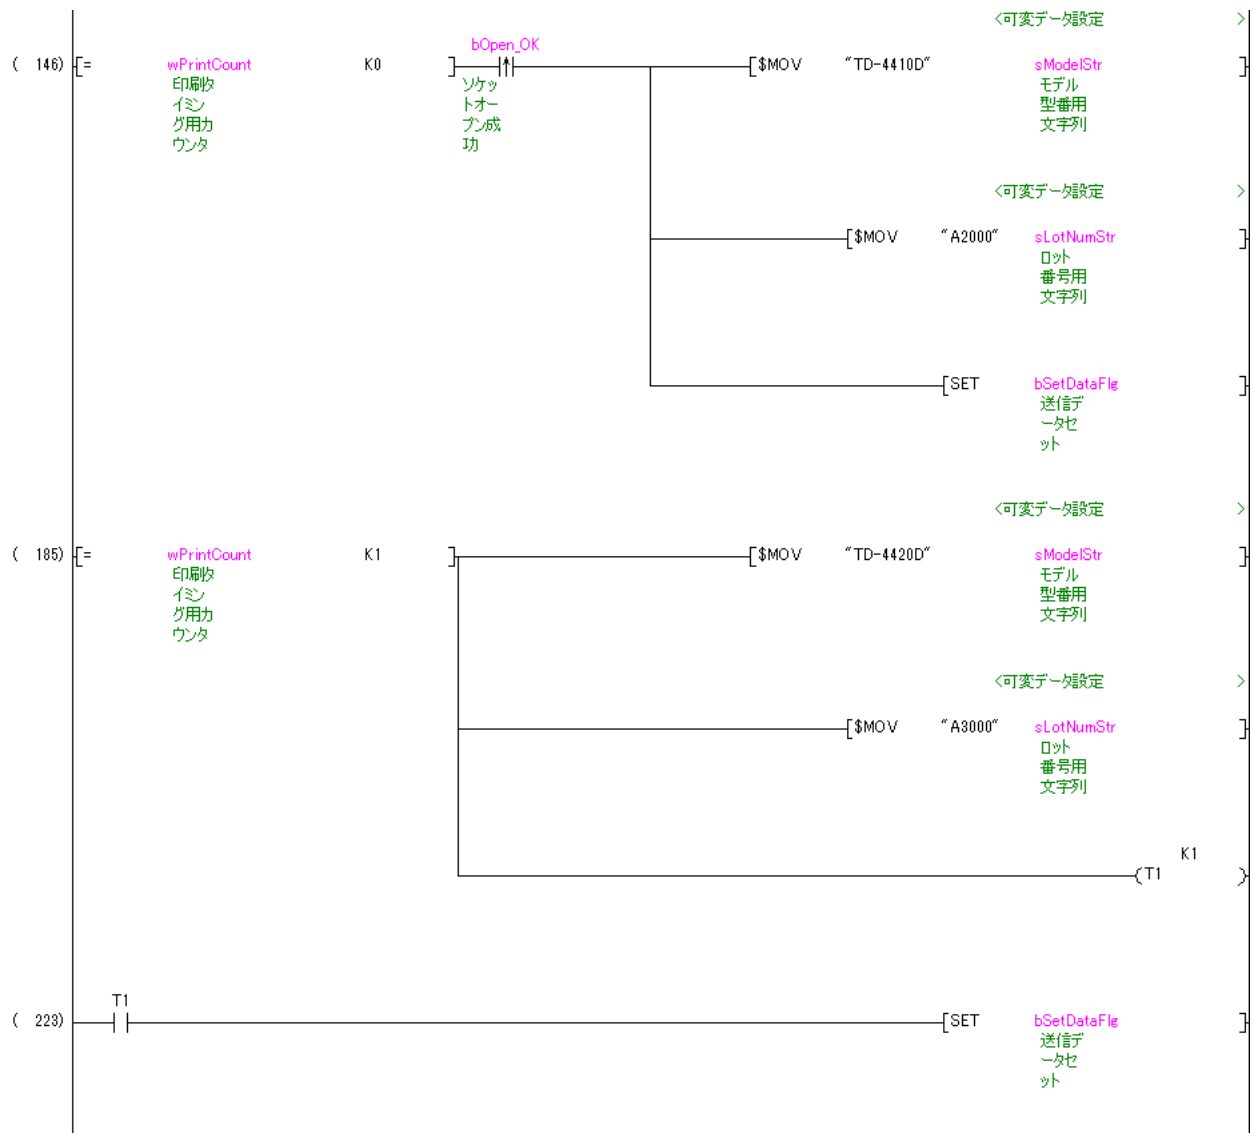 <可変データ設定 >
bOpen_OK
( 146) [= wPrintCount K0 ] [$MOV "TD-4410D" sModelStr ]
印刷タ
イミン
グ用カ
ウンタ
ソケッ
トオー
プン成
功
モデル
型番用
文字列
<可変データ設定 >
[$MOV "A2000" sLotNumStr ]
ロット
番号用
文字列
[SET bSetDataFlg ]
送信デ
ータセ
ット
<可変データ設定 >
( 185) [= wPrintCount K1 ] [$MOV "TD-4420D" sModelStr ]
印刷タ
イミン
グ用カ
ウンタ
モデル
型番用
文字列
<可変データ設定 >
[$MOV "A3000" sLotNumStr ]
ロット
番号用
文字列
K1
(T1 )
T1
( 223) [SET bSetDataFlg ]
送信デ
ータセ
ット